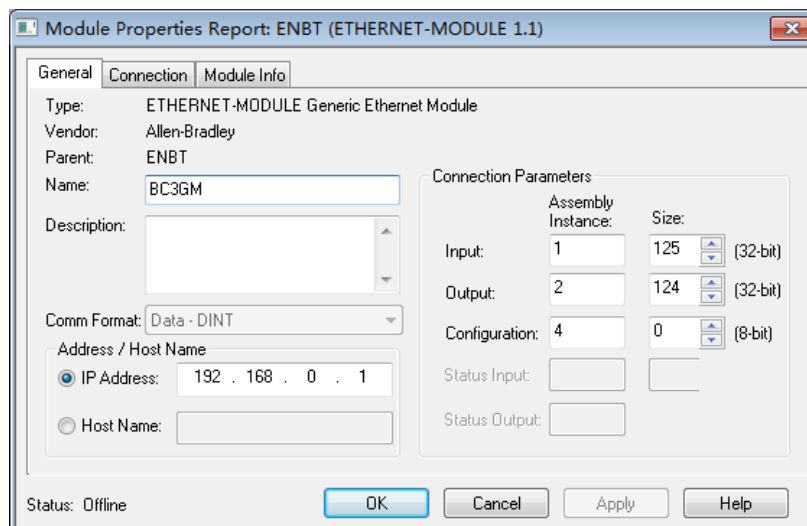 Module Properties Report: ENBT (ETHERNET-MODULE 1.1)
General Connection Module Info
Type: ETHERNET-MODULE Generic Ethernet Module
Vendor: Allen-Bradley
Parent: ENBT
Name: BC3GM
Description:
Comm Format: Data - DINT
Address / Host Name
IP Address: 192 . 168 . 0 . 1
Host Name:
Connection Parameters
Assembly
Instance: Size:
Input: 1 125 (32-bit)
Output: 2 124 (32-bit)
Configuration: 4 0 (8-bit)
Status Input:
Status Output:
Status: Offline
OK Cancel Apply Help